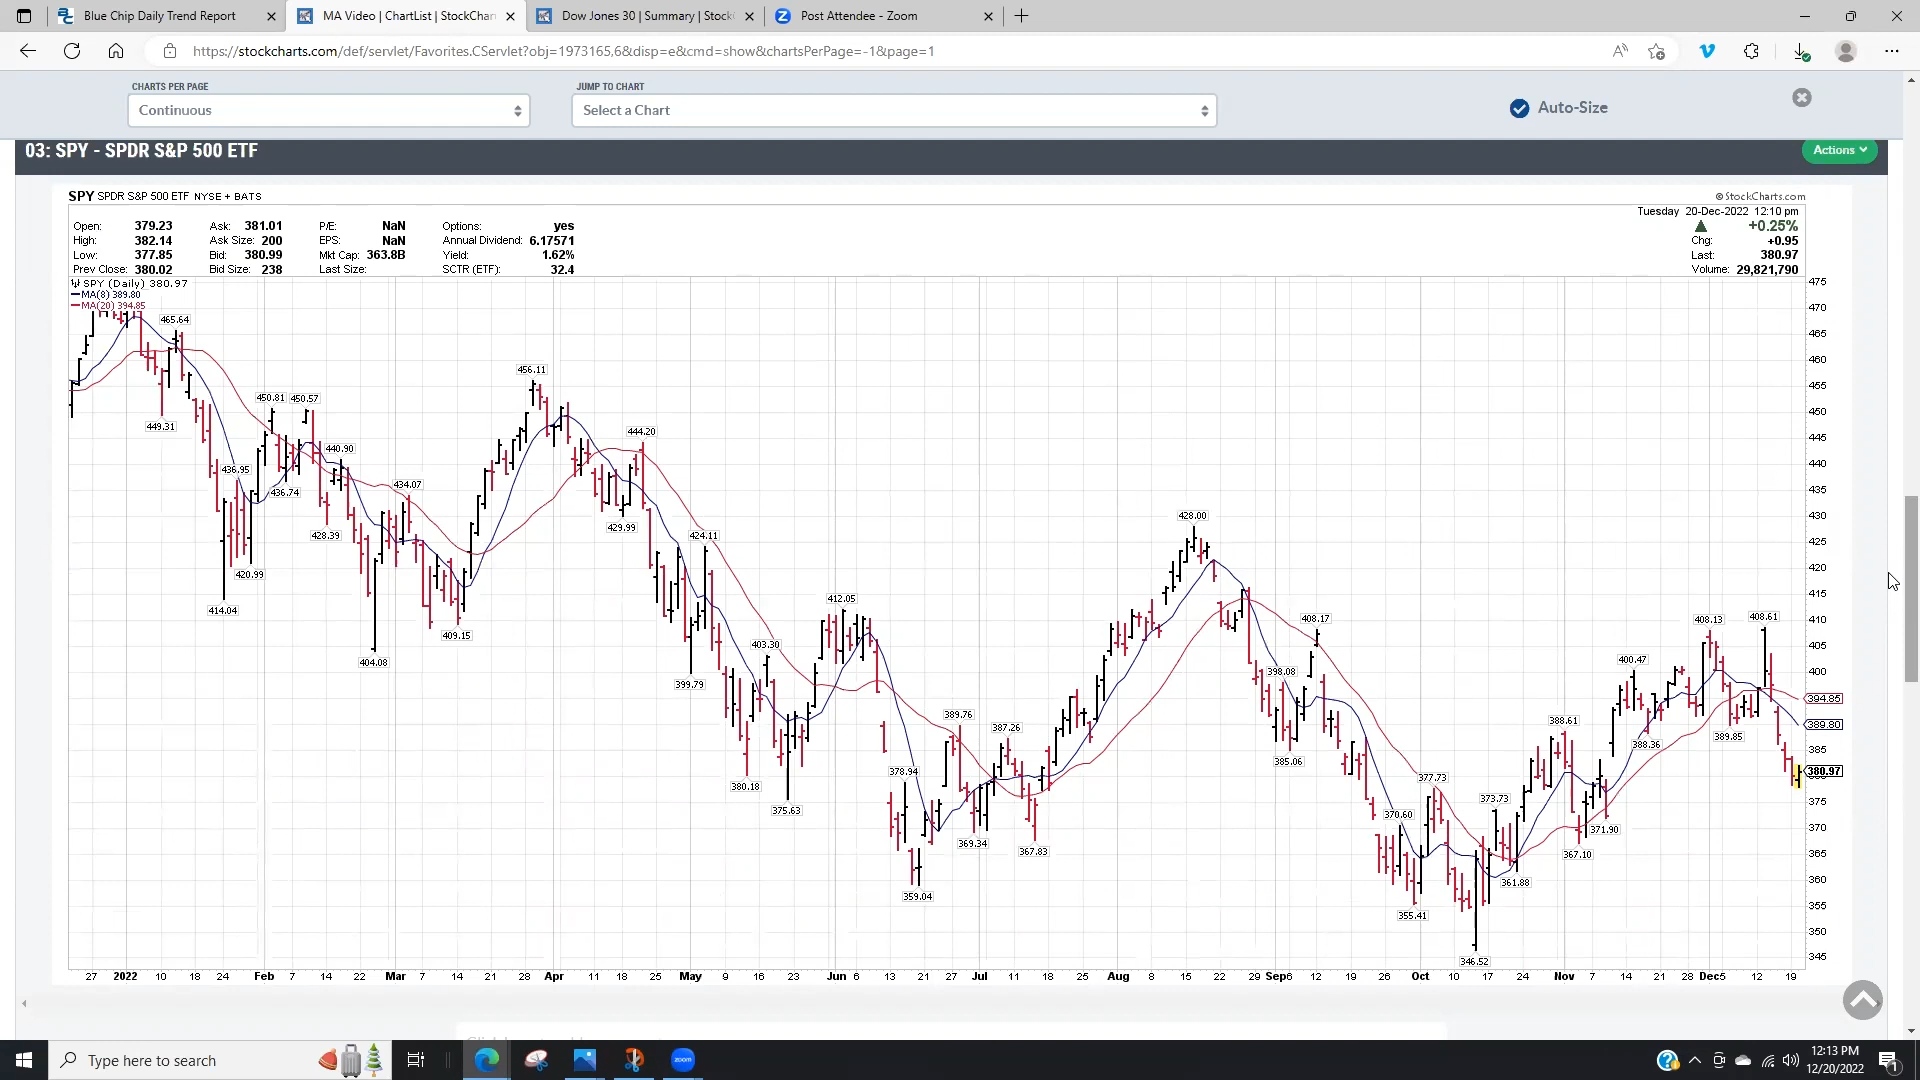 Blue Chip Daily Trend Report
MA Video | ChartList | StockChar
Dow Jones 30 | Summary | Stock
Post Attendee - Zoom
https://stockcharts.com/def/servlet/Favorites.CServlet?obj=1973165,6&disp=e&cmd=show&chartsPerPage=-1&page=1
CHARTS PER PAGE
JUMP TO CHART
Continuous
Select a Chart
Auto-Size
03: SPY - SPDR S&P 500 ETF
Actions
SPY SPDR S&P 500 ETF NYSE + BATS
© StockCharts.com
Tuesday 20-Dec-2022 12:10 pm
Open: 379.23 Ask: 381.01 P/E: NaN Options: yes
+0.25%
High: 382.14 Ask Size: 200 EPS: NaN Annual Dividend: 6.17571
Chg: +0.95
Low: 377.85 Bid: 380.99 Mkt Cap: 363.8B Yield: 1.62%
Last: 380.97
Prev Close: 380.02 Bid Size: 238 Last Size: SCTR (ETF): 32.4
Volume: 29,821,790
SPY (Daily) 380.97
MA(8) 389.80
MA(20) 394.85
465.64
449.31
436.95
414.04
420.99
450.81
436.74
450.57
428.39
440.90
404.08
434.07
409.15
456.11
429.99
444.20
399.79
424.11
380.18
403.30
375.63
412.05
378.94
359.04
389.76
369.34
387.26
367.83
428.00
398.08
385.06
408.17
370.60
355.41
377.73
346.52
373.73
361.88
388.61
367.10
371.90
400.47
388.36
408.13
389.85
408.61
475
470
465
460
455
450
445
440
435
430
425
420
415
410
405
400
394.85
389.80
385
380.97
375
370
365
360
355
350
345
27 2022 10 18 24 Feb 7 14 22 Mar 7 14 21 28 Apr 11 18 25 May 9 16 23 Jun 6 13 21 27 Jul 11 18 25 Aug 8 15 22 29 Sep6 12 19 26 Oct 10 17 24 Nov 7 14 21 28 Dec5 12 19
Type here to search
zoom
12:13 PM
12/20/2022
1